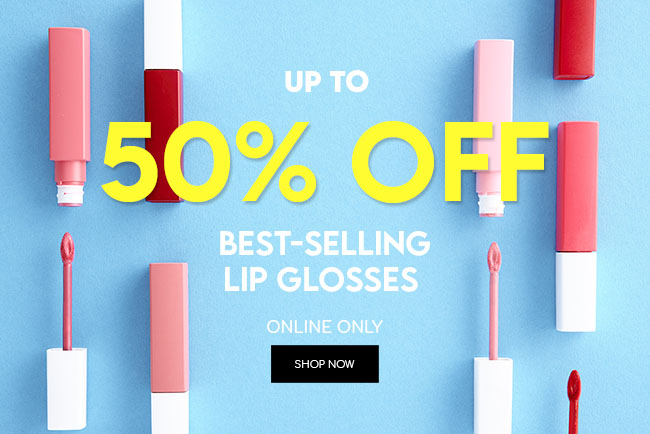 UP TO
50% OFF
BEST-SELLING
LIP GLOSSES
ONLINE ONLY
SHOP NOW